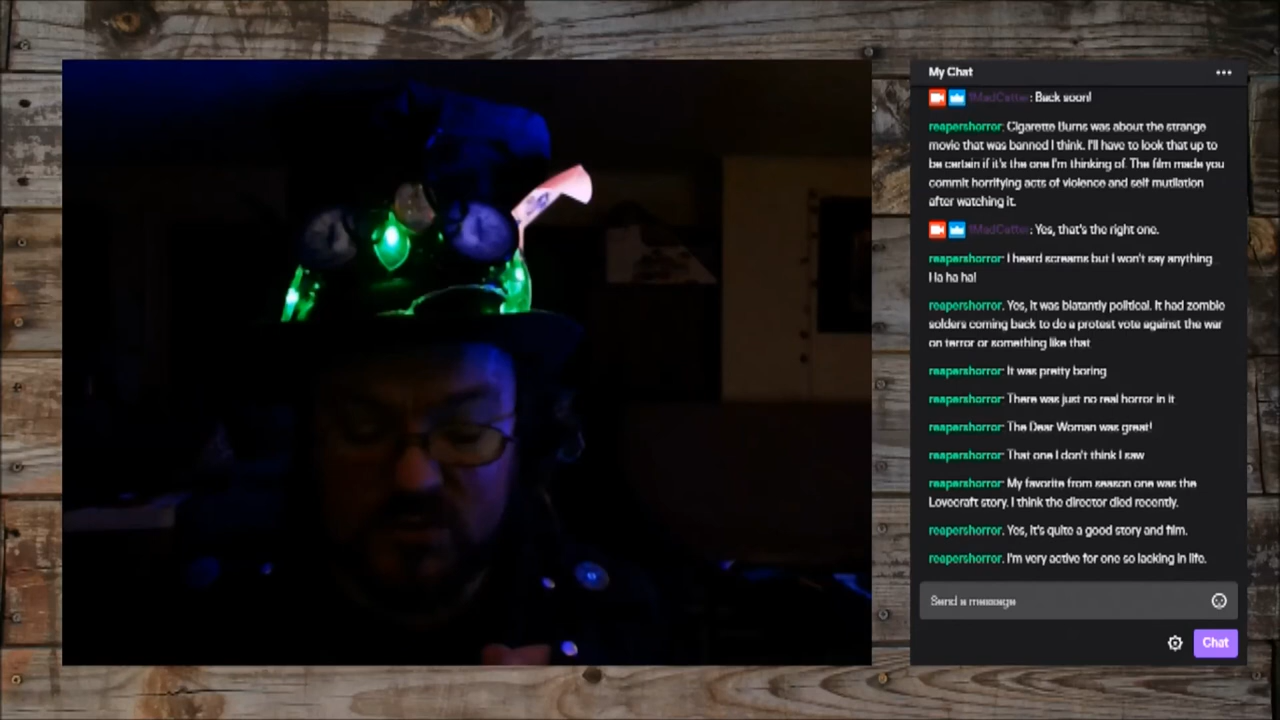 My Chat
1MadCatter: Back soon!
reapershorror: Cigarette Burns was about the strange
movie that was banned I think. I'll have to look that up to
be certain if it's the one I'm thinking of. The film made you
commit horrifying acts of violence and self mutilation
after watching it.
1MadCatter: Yes, that's the right one.
reapershorror: I heard screams but I won't say anything
Ha ha ha!
reapershorror: Yes, it was blatantly political. It had zombie
solders coming back to do a protest vote against the war
on terror or something like that
reapershorror: It was pretty boring
reapershorror: There was just no real horror in it
reapershorror: The Dear Woman was great!
reapershorror: That one I don't think I saw
reapershorror: My favorite from season one was the
Lovecraft story. I think the director died recently.
reapershorror: Yes, it's quite a good story and film.
reapershorror: I'm very active for one so lacking in life.
Send a message
Chat